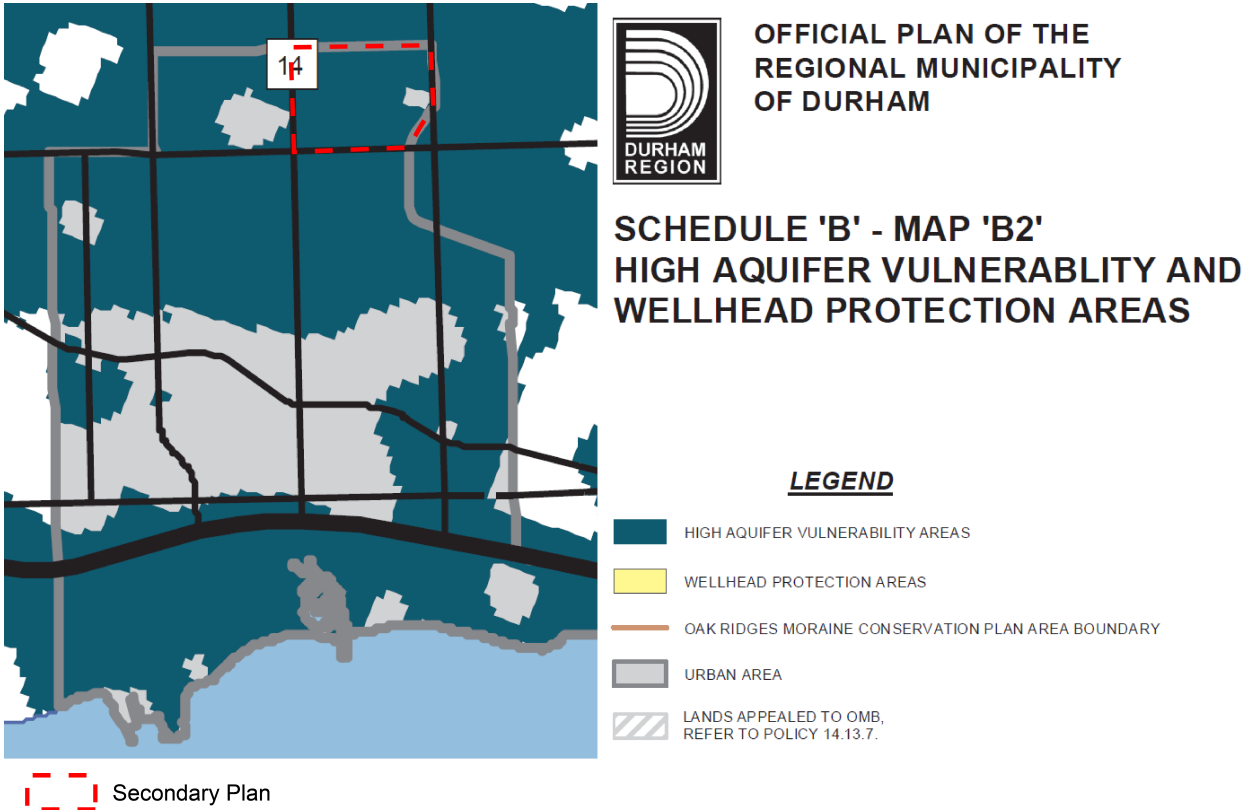 14
OFFICIAL PLAN OF THE
REGIONAL MUNICIPALITY
OF DURHAM
DURHAM
REGION
SCHEDULE 'B' - MAP 'B2'
HIGH AQUIFER VULNERABLITY AND
WELLHEAD PROTECTION AREAS
LEGEND
HIGH AQUIFER VULNERABILITY AREAS
WELLHEAD PROTECTION AREAS
OAK RIDGES MORAINE CONSERVATION PLAN AREA BOUNDARY
URBAN AREA
LANDS APPEALED TO OMB,
REFER TO POLICY 14.13.7.
Secondary Plan